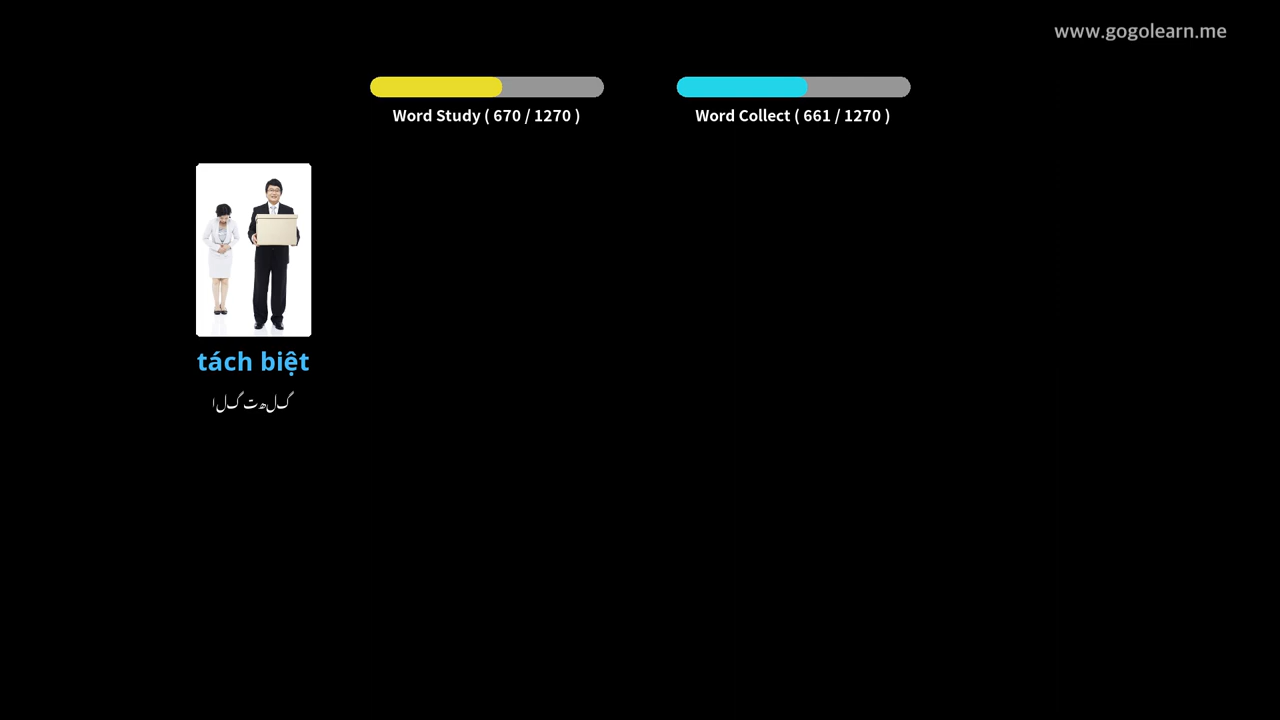 www.gogolearn.me
Word Study ( 670 / 1270 )
Word Collect ( 661 / 1270 )
tách biệt
الگ تھلگ